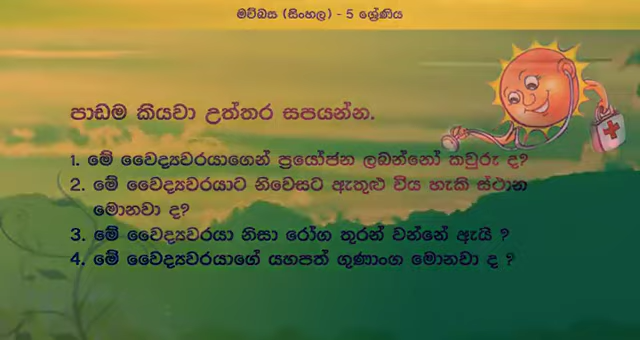 මව්බස (සිංහල) - 5 ශ්‍රේණිය
පාඩම කියවා උත්තර සපයන්න.
1. මේ වෛද්‍යවරයාගෙන් ප්‍රයෝජන ලබන්නෝ කවුරු ද?
2. මේ වෛද්‍යවරයාට නිවෙසට ඇතුළු විය හැකි ස්ථාන
මොනවා ද?
3. මේ වෛද්‍යවරයා නිසා රෝග තුරන් වන්නේ ඇයි ?
4. මේ වෛද්‍යවරයාගේ යහපත් ගුණාංග මොනවා ද ?